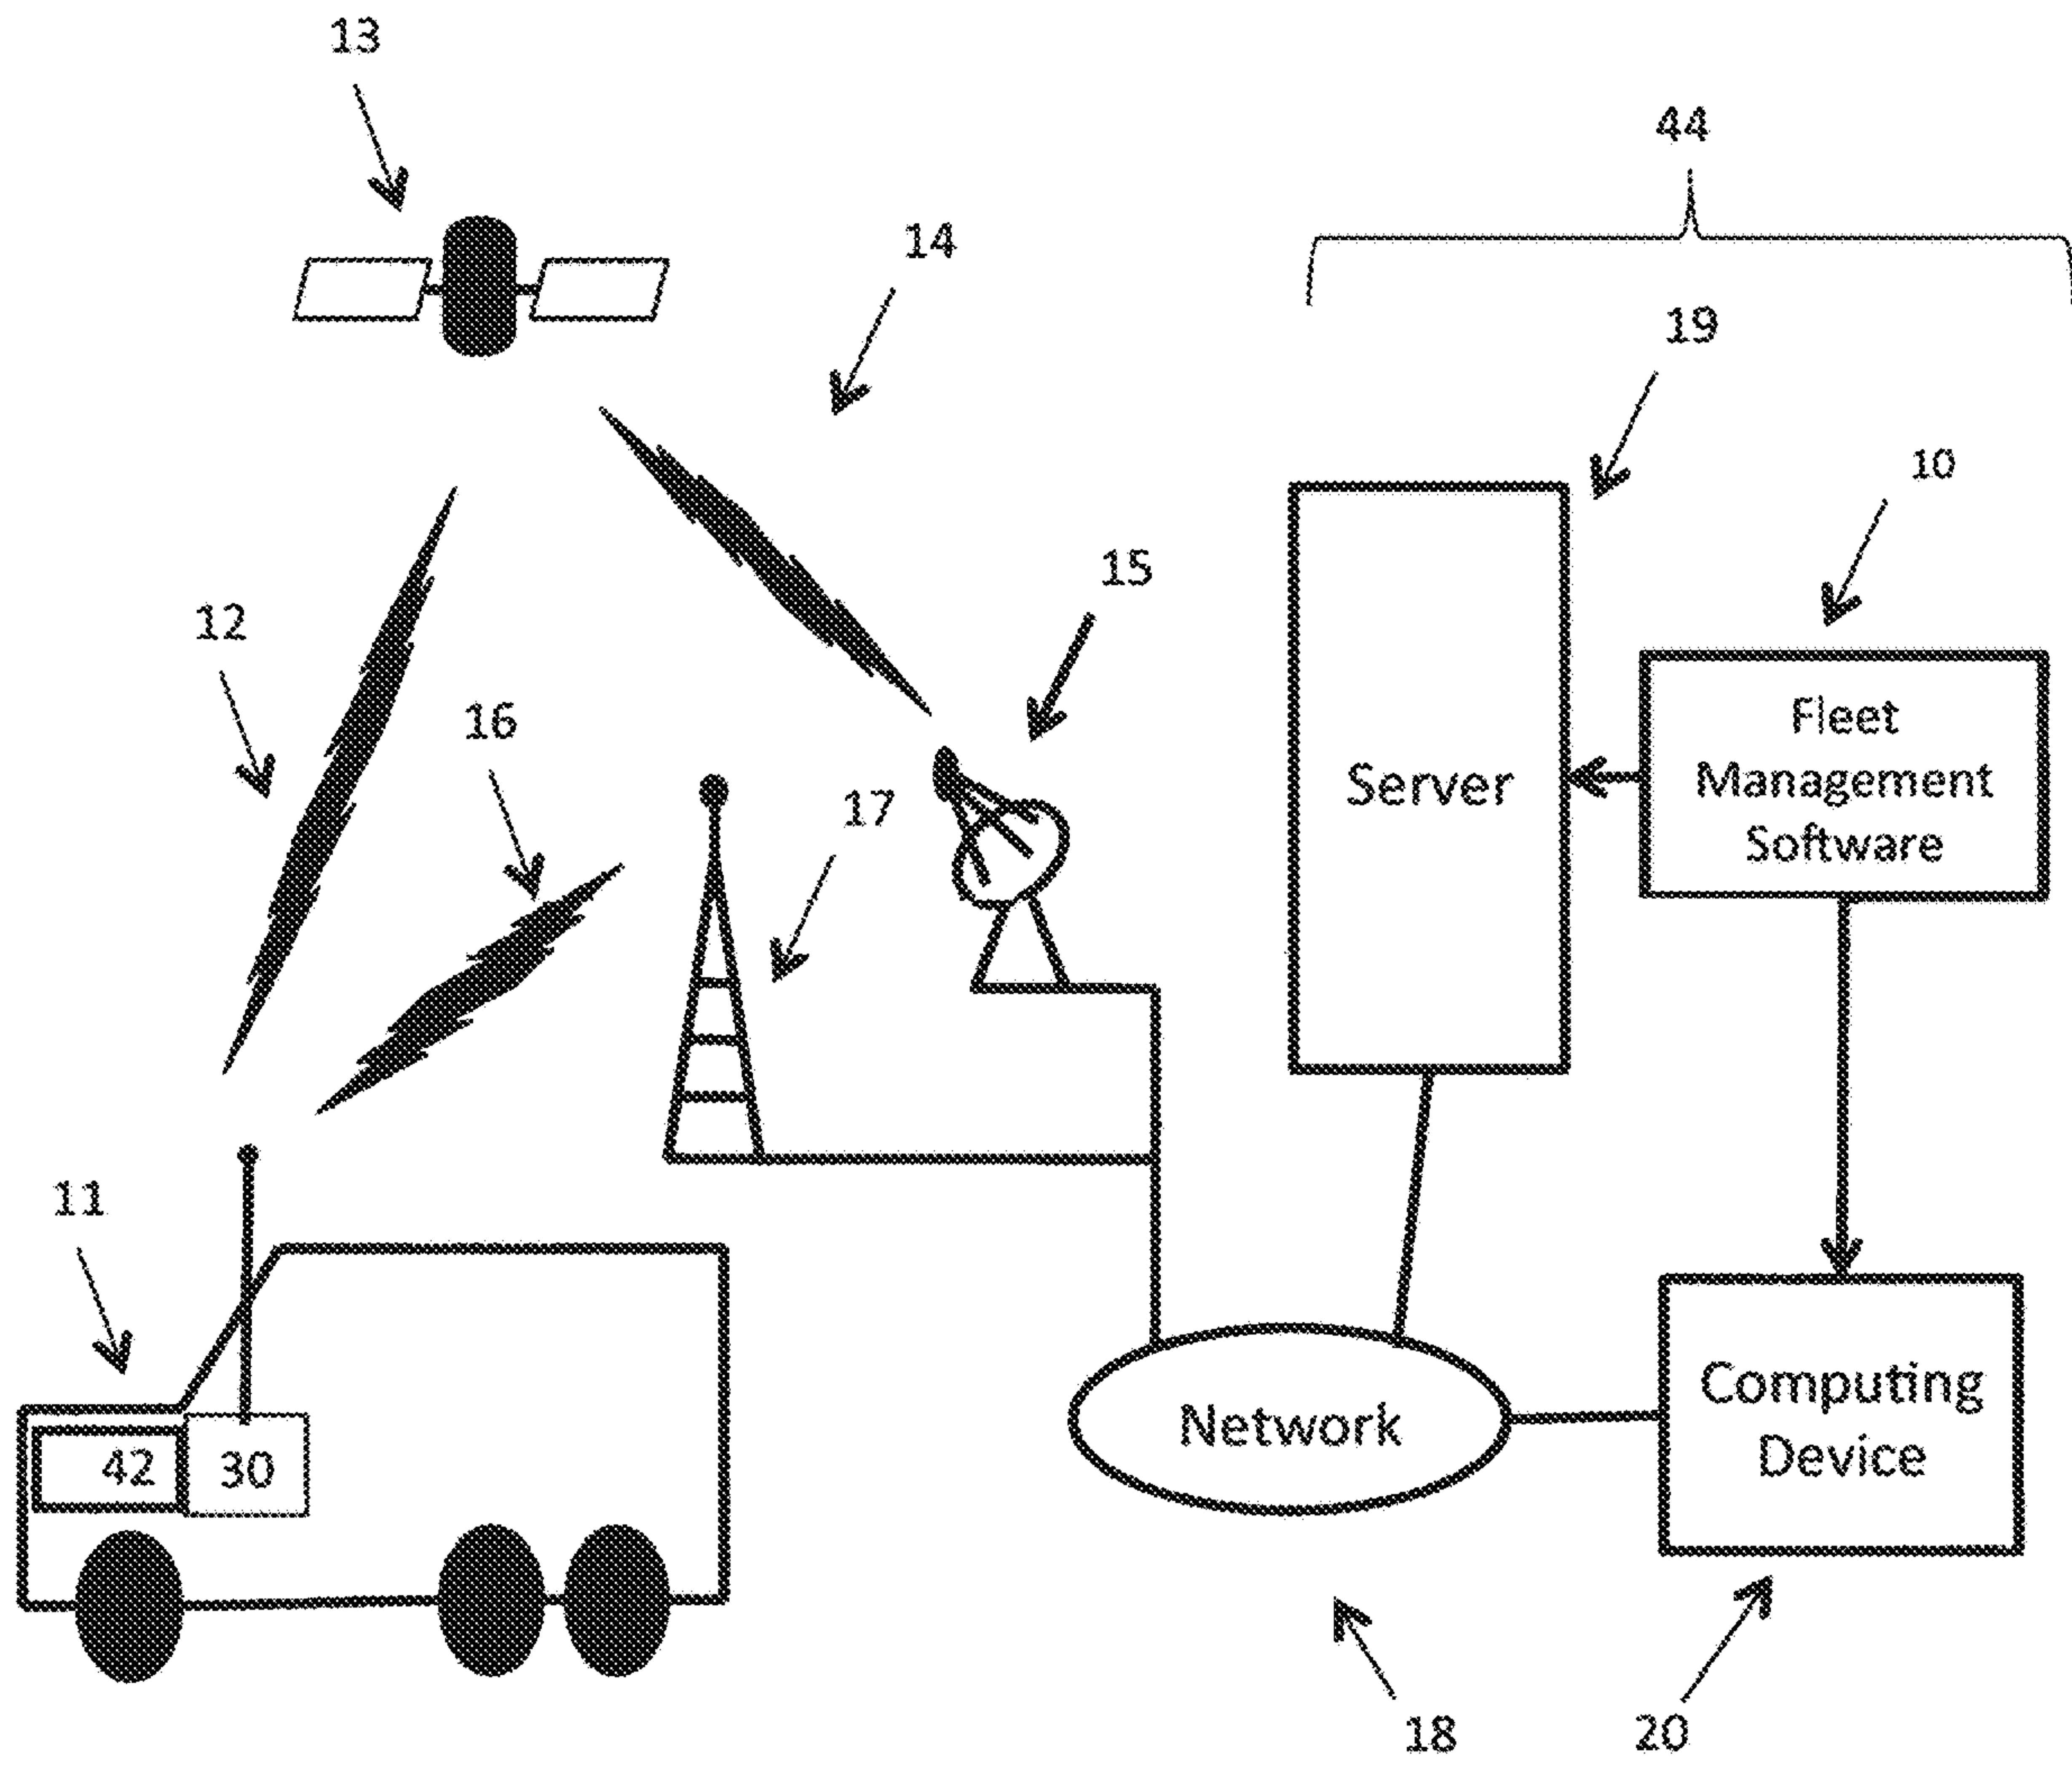 13
44
14
19
10
15
12
16
17
Fleet
Management
Software
Server
11
Computing
Device
Network
42
30
18
20